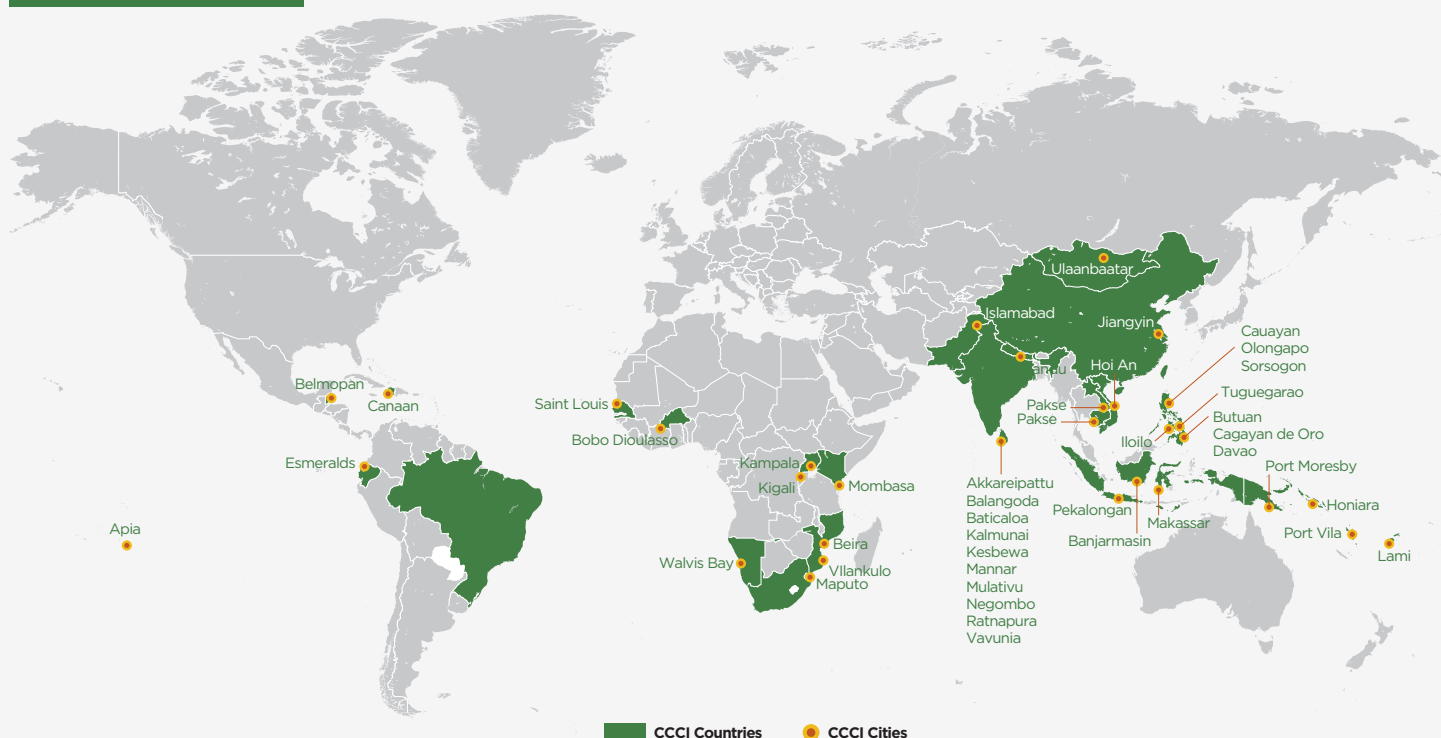 Ulaanbaatar
Islamabad
Jiangyin
Hoi An
Cauayan
Olongapo
Sorsogon
Tuguegarao
Butuan
Cagayan de Oro
Davao
Pakse
Pakse
Iloilo
Belmopan
Canaan
Saint Louis
Bobo Dioulasso
Esmeralds
Kampala
Kigali
Mombasa
Port Moresby
Honiara
Akkareipattu
Balangoda
Baticaloa
Kalmunai
Kesbewa
Mannar
Mulativu
Negombo
Ratnapura
Vavunia
Pekalongan
Makassar
Banjarmasin
Port Vila
Lami
Apia
Walvis Bay
Beira
VIlankulo
Maputo
CCCI Countries
CCCI Cities